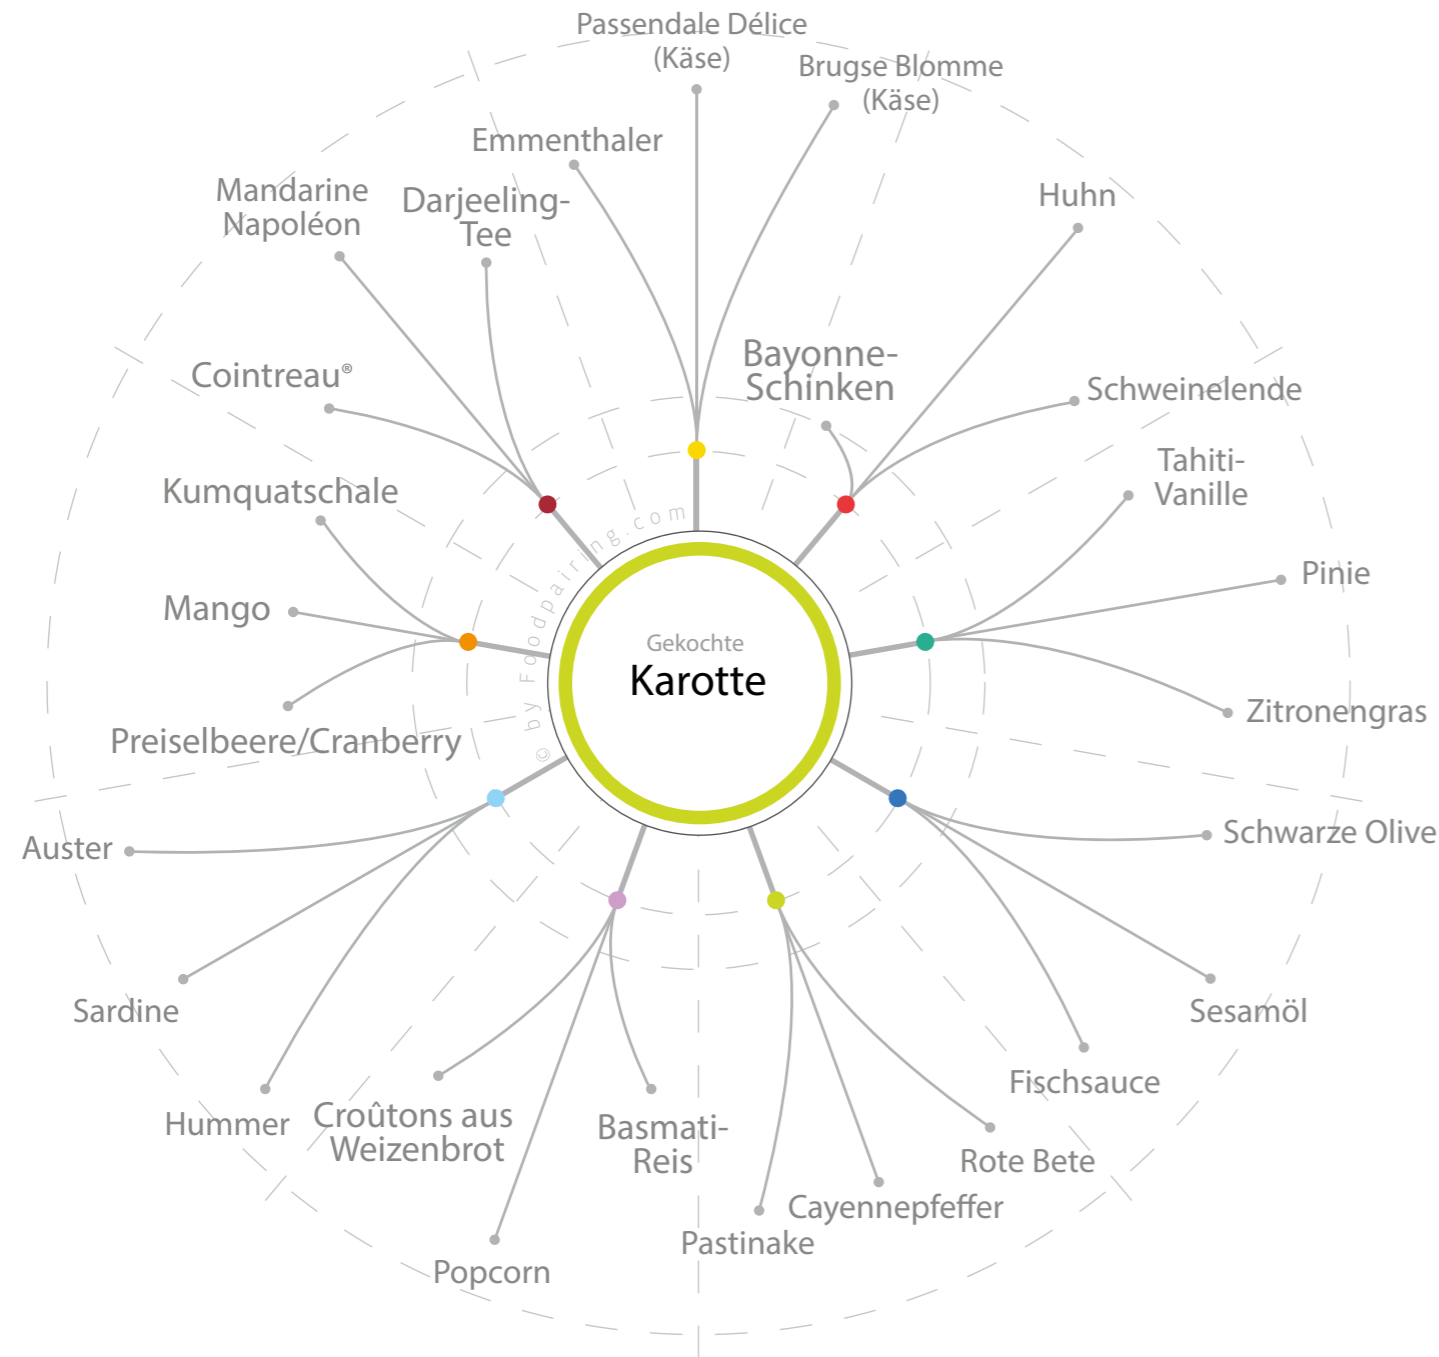 Passendale Délice
(Käse)
Brugse Blomme
(Käse)
Emmenthaler
Mandarine
Napoléon
Darjeeling-
Tee
Huhn
Bayonne-
Schinken
Cointreau®
Schweinelende
Tahiti-
Vanille
Kumquatschale
Pinie
Mango
Gekochte
Karotte
© by Foodpairing.com
Zitronengras
Preiselbeere/Cranberry
Auster
Schwarze Olive
Sardine
Sesamöl
Fischsauce
Hummer
Croûtons aus
Weizenbrot
Basmati-
Reis
Rote Bete
Cayennepfeffer
Pastinake
Popcorn